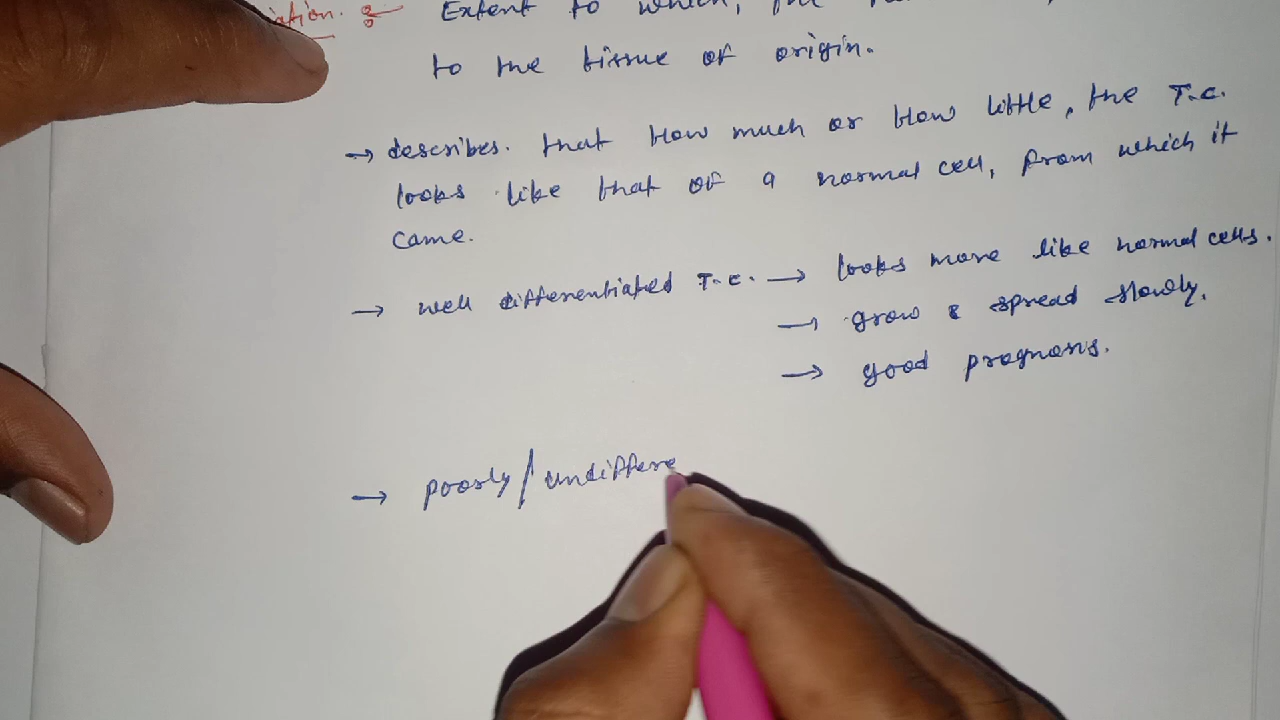 Extent to which, the
to the tissue of origin.
→ describes. that How much or How little, the T.C.
looks like that of a normal cell, from which it
came.
→ well differentiated T.C. → looks more like normal cells.
→ grow & spread slowly.
→ good prognosis.
→ poorly/undiffere